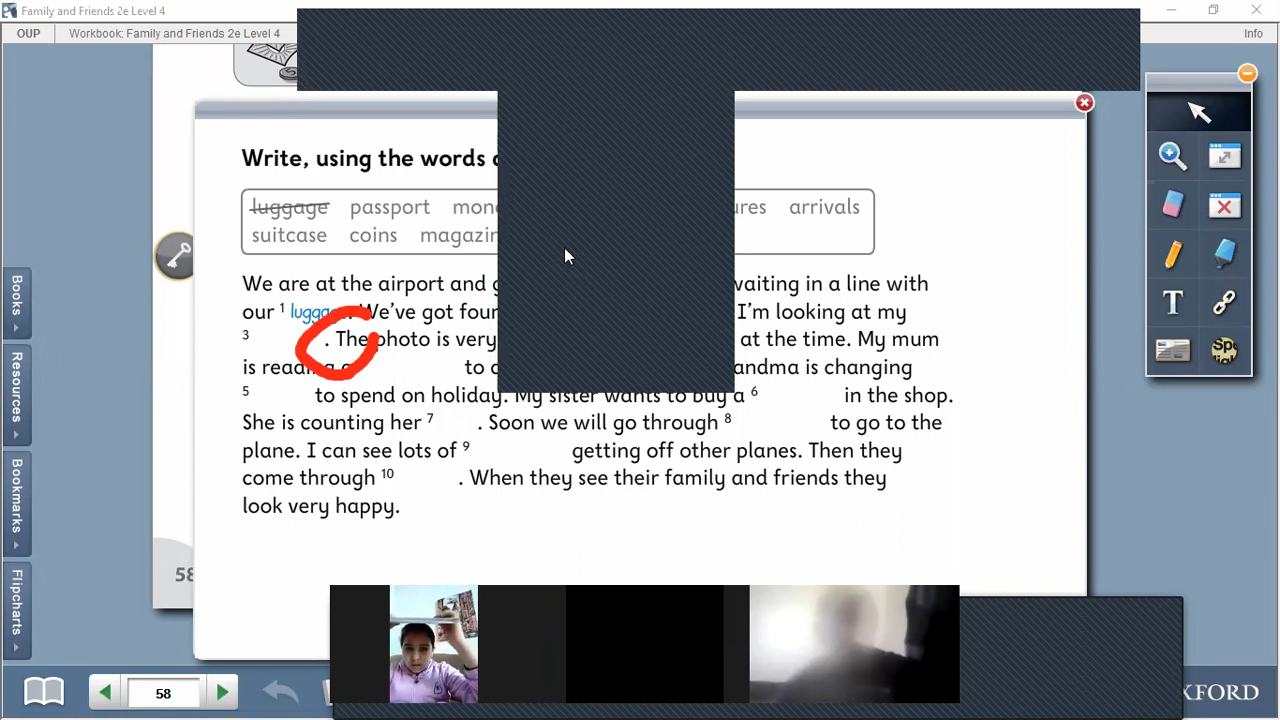 Family and Friends 2e Level 4
OUP Workbook: Family and Friends 2e Level 4 Info
Write, using the words
luggage passport arrivals
suitcase coins
We are at the airport and waiting in a line with
our 1 luggage. We've got four I'm looking at my
3 . The photo is very at the time. My mum
is reading to is changing
5 to spend on holiday. My sister wants to buy a 6 in the shop.
She is counting her 7 . Soon we will go through 8 to go to the
plane. I can see lots of 9 getting off other planes. Then they
come through 10 . When they see their family and friends they
look very happy.
Books
Resources
Bookmarks
Flipcharts
T
58
58